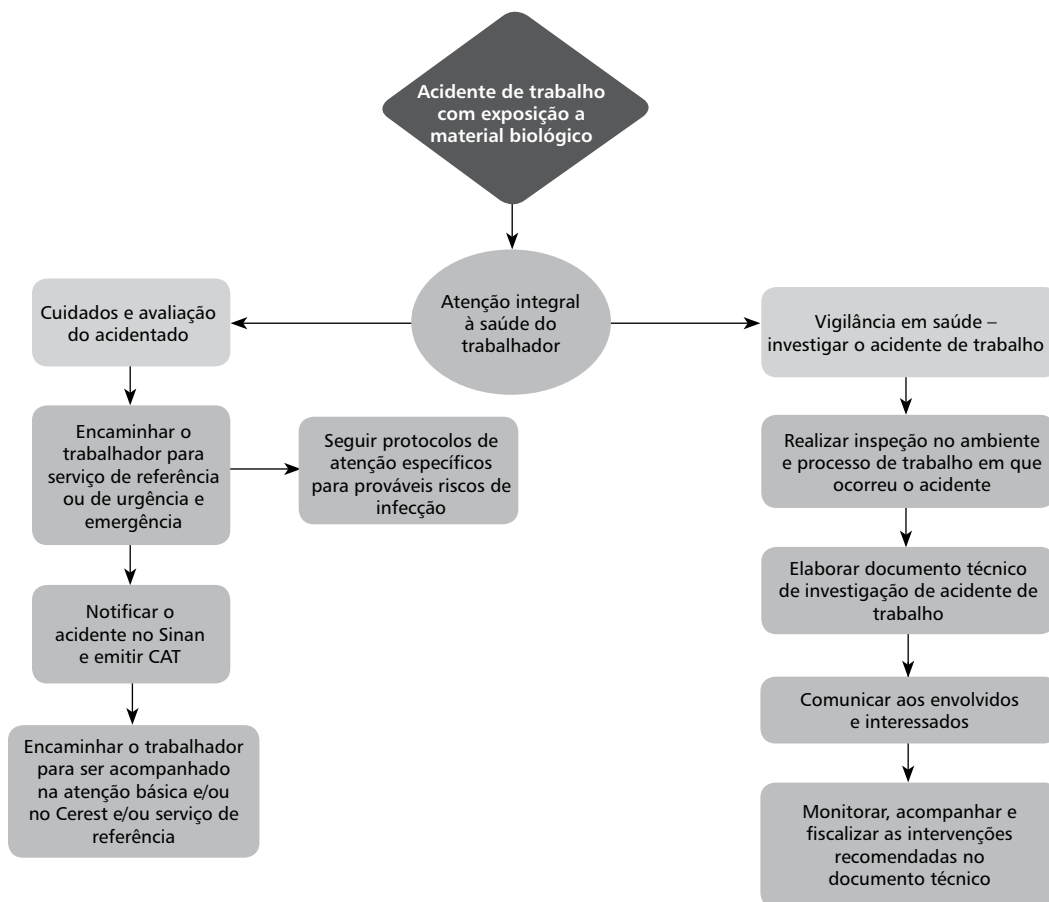 Acidente de trabalho
com exposição a
material biológico
Atenção integral
à saúde do
trabalhador
Cuidados e avaliação
do acidentado
Encaminhar o
trabalhador para
serviço de referência
ou de urgência e
emergência
Seguir protocolos de
atenção específicos
para prováveis riscos de
infecção
Notificar o
acidente no Sinan
e emitir CAT
Encaminhar o trabalhador
para ser acompanhado
na atenção básica e/ou
no Cerest e/ou serviço de
referência
Vigilância em saúde –
investigar o acidente de trabalho
Realizar inspeção no ambiente
e processo de trabalho em que
ocorreu o acidente
Elaborar documento técnico
de investigação de acidente de
trabalho
Comunicar aos envolvidos
e interessados
Monitorar, acompanhar e
fiscalizar as intervenções
recomendadas no
documento técnico